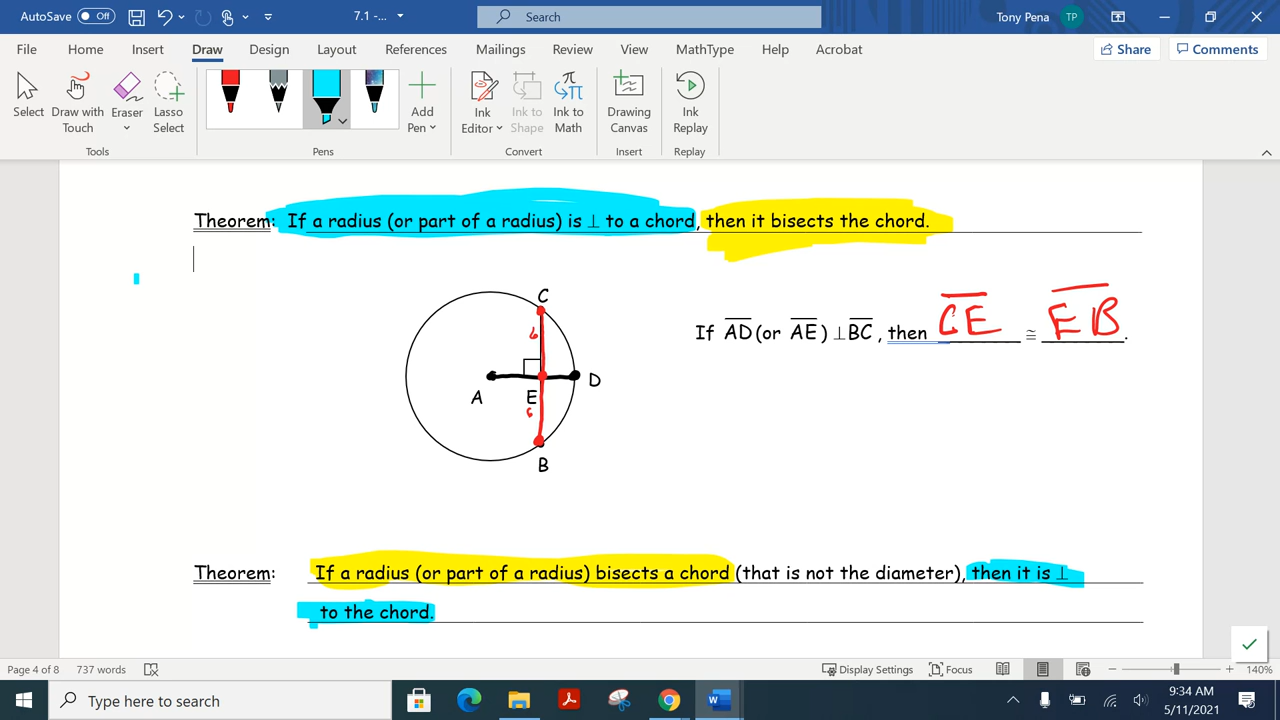 AutoSave Off 7.1 -... Search Tony Pena TP
File Home Insert Draw Design Layout References Mailings Review View MathType Help Acrobat Share Comments
Select Draw with Touch Eraser Lasso Select Add Pen Ink Editor Ink to Shape Ink to Math Drawing Canvas Ink Replay
Tools Pens Convert Insert Replay
Theorem: If a radius (or part of a radius) is ⊥ to a chord, then it bisects the chord.
C
If A̅D̅ (or A̅E̅) ⊥ B̅C̅, then C̅E̅ ≅ E̅B̅.
6
D
A E
6
B
Theorem: If a radius (or part of a radius) bisects a chord (that is not the diameter), then it is ⊥
to the chord.
Page 4 of 8 737 words Display Settings Focus 140%
Type here to search 9:34 AM
5/11/2021